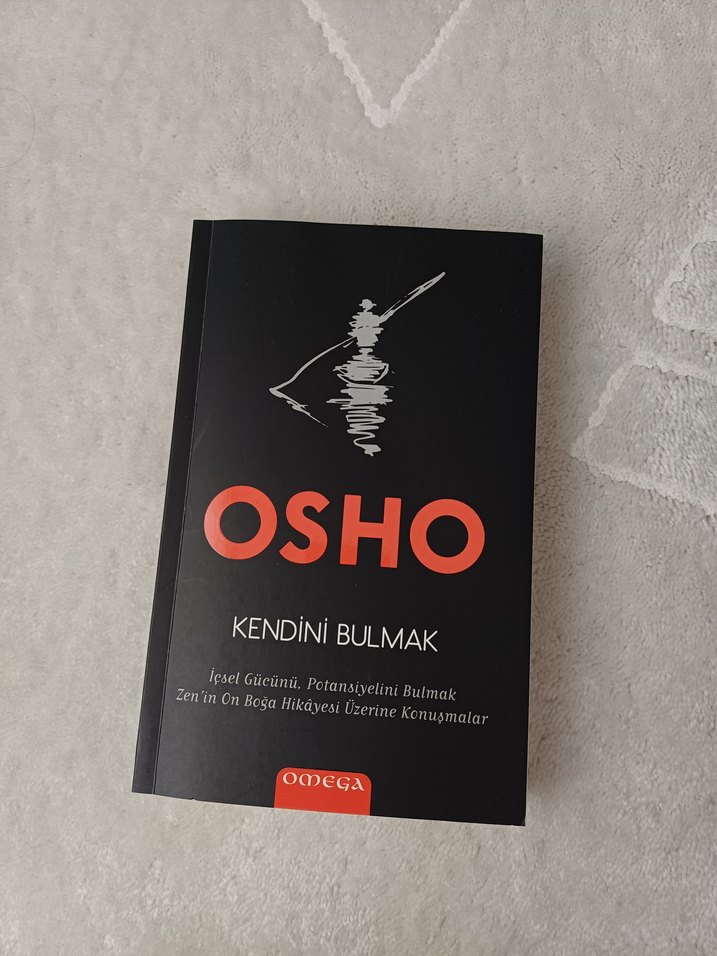 OSHO
KENDİNİ BULMAK
İçsel Gücünü, Potansiyelini Bulmak
Zen'in On Boğa Hikâyesi Üzerine Konuşmalar
OMEGA